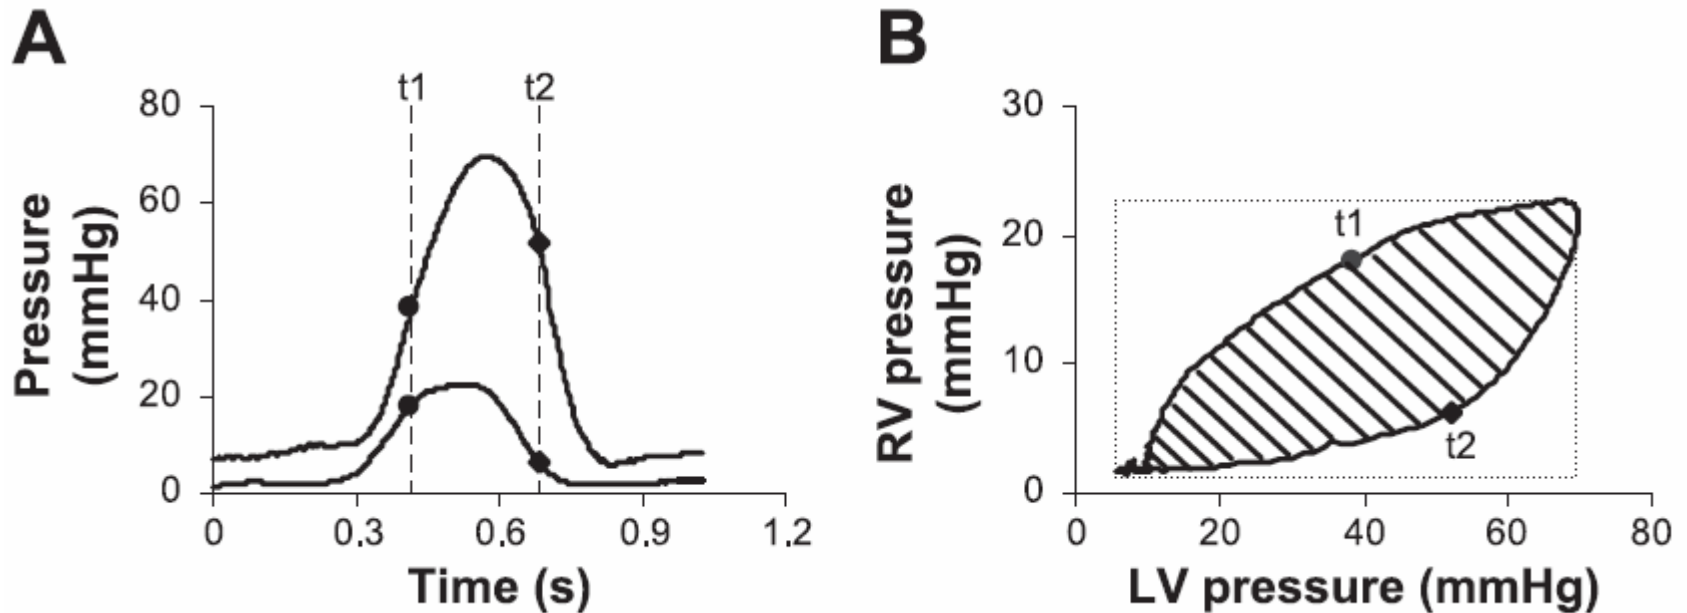 A
t1 t2
80
60
40
20
0
Pressure
(mmHg)
0 0.3 0.6 0.9 1.2
Time (s)
B
30
20
10
0
RV pressure
(mmHg)
t1
t2
0 20 40 60 80
LV pressure (mmHg)